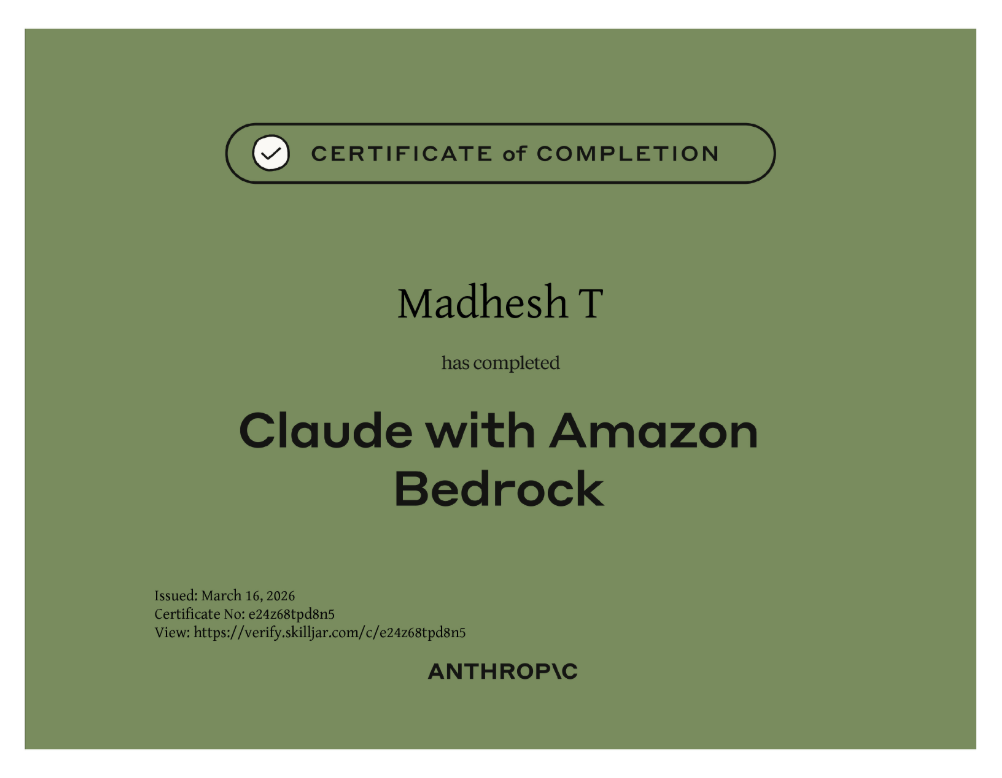 CERTIFICATE of COMPLETION
Madhesh T
has completed
Claude with Amazon
Bedrock
Issued: March 16, 2026
Certificate No: e24z68tpd8n5
View: https://verify.skilljar.com/c/e24z68tpd8n5
ANTHROP\C